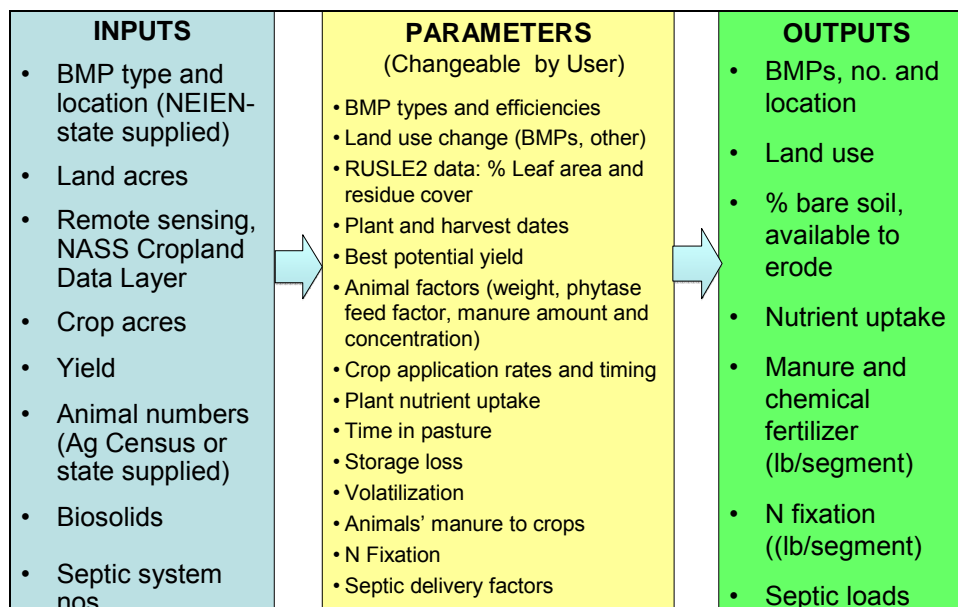 INPUTS
• BMP type and
location (NEIEN-
state supplied)
• Land acres
• Remote sensing,
NASS Cropland
Data Layer
• Crop acres
• Yield
• Animal numbers
(Ag Census or
state supplied)
• Biosolids
• Septic system
nos
PARAMETERS
(Changeable by User)
• BMP types and efficiencies
• Land use change (BMPs, other)
• RUSLE2 data: % Leaf area and
residue cover
• Plant and harvest dates
• Best potential yield
• Animal factors (weight, phytase
feed factor, manure amount and
concentration)
• Crop application rates and timing
• Plant nutrient uptake
• Time in pasture
• Storage loss
• Volatilization
• Animals’ manure to crops
• N Fixation
• Septic delivery factors
OUTPUTS
• BMPs, no. and
location
• Land use
• % bare soil,
available to
erode
• Nutrient uptake
• Manure and
chemical
fertilizer
(lb/segment)
• N fixation
((lb/segment)
• Septic loads